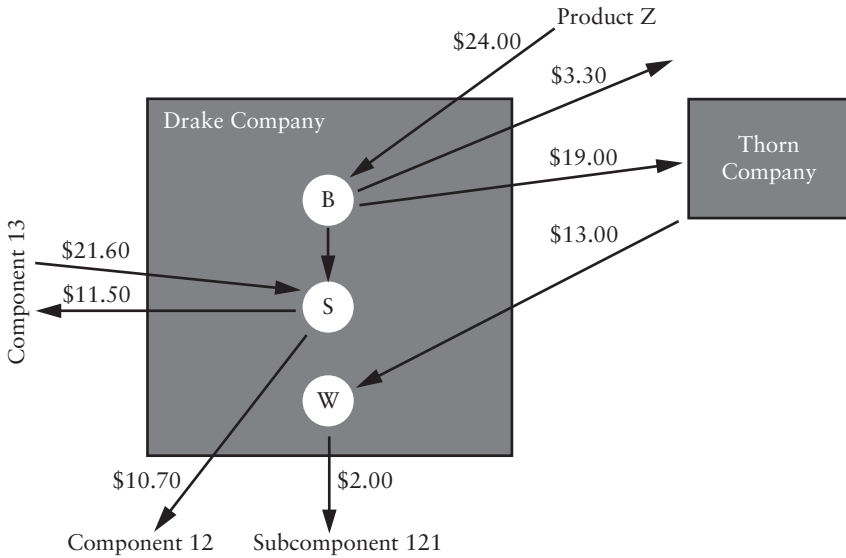 Product Z
$24.00
$3.30
Drake Company
Thorn
Company
$19.00
B
$13.00
Component 13
$21.60
$11.50
S
W
$10.70
$2.00
Component 12
Subcomponent 121